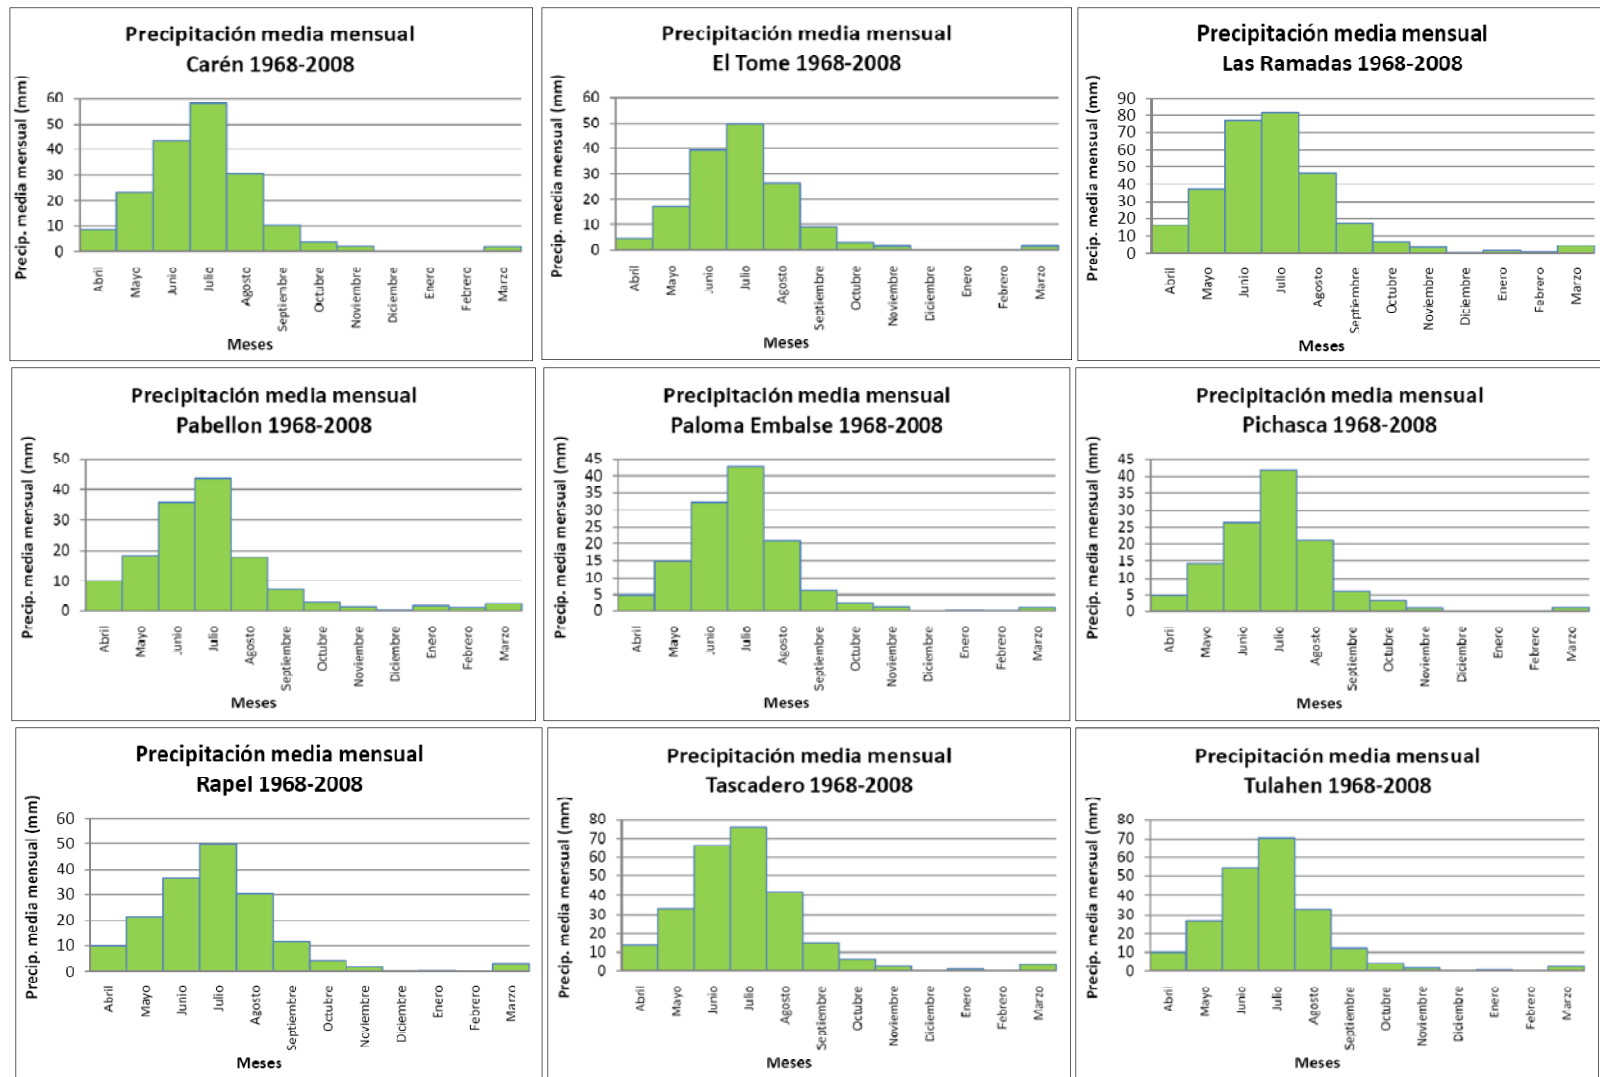 Precipitación media mensual
Carén 1968-2008
Precip. media mensual (mm)
60
50
40
30
20
10
0
Abril
Mayo
Junio
Julio
Agosto
Septiembre
Octubre
Noviembre
Diciembre
Enero
Febrero
Marzo
Meses
Precipitación media mensual
El Tome 1968-2008
Precip. media mensual (mm)
60
50
40
30
20
10
0
Abril
Mayo
Junio
Julio
Agosto
Septiembre
Octubre
Noviembre
Diciembre
Enero
Febrero
Marzo
Meses
Precipitación media mensual
Las Ramadas 1968-2008
Precip. media mensual (mm)
90
80
70
60
50
40
30
20
10
0
Abril
Mayo
Junio
Julio
Agosto
Septiembre
Octubre
Noviembre
Diciembre
Enero
Febrero
Marzo
Meses
Precipitación media mensual
Pabellon 1968-2008
Precip. media mensual (mm)
50
40
30
20
10
0
Abril
Mayo
Junio
Julio
Agosto
Septiembre
Octubre
Noviembre
Diciembre
Enero
Febrero
Marzo
Meses
Precipitación media mensual
Paloma Embalse 1968-2008
Precip. media mensual (mm)
45
40
35
30
25
20
15
10
5
0
Abril
Mayo
Junio
Julio
Agosto
Septiembre
Octubre
Noviembre
Diciembre
Enero
Febrero
Marzo
Meses
Precipitación media mensual
Pichasca 1968-2008
Precip. media mensual (mm)
45
40
35
30
25
20
15
10
5
0
Abril
Mayo
Junio
Julio
Agosto
Septiembre
Octubre
Noviembre
Diciembre
Enero
Febrero
Marzo
Meses
Precipitación media mensual
Rapel 1968-2008
Precip. media mensual (mm)
60
50
40
30
20
10
0
Abril
Mayo
Junio
Julio
Agosto
Septiembre
Octubre
Noviembre
Diciembre
Enero
Febrero
Marzo
Meses
Precipitación media mensual
Tascadero 1968-2008
Precip. media mensual (mm)
80
70
60
50
40
30
20
10
0
Abril
Mayo
Junio
Julio
Agosto
Septiembre
Octubre
Noviembre
Diciembre
Enero
Febrero
Marzo
Meses
Precipitación media mensual
Tulahen 1968-2008
Precip. media mensual (mm)
80
70
60
50
40
30
20
10
0
Abril
Mayo
Junio
Julio
Agosto
Septiembre
Octubre
Noviembre
Diciembre
Enero
Febrero
Marzo
Meses